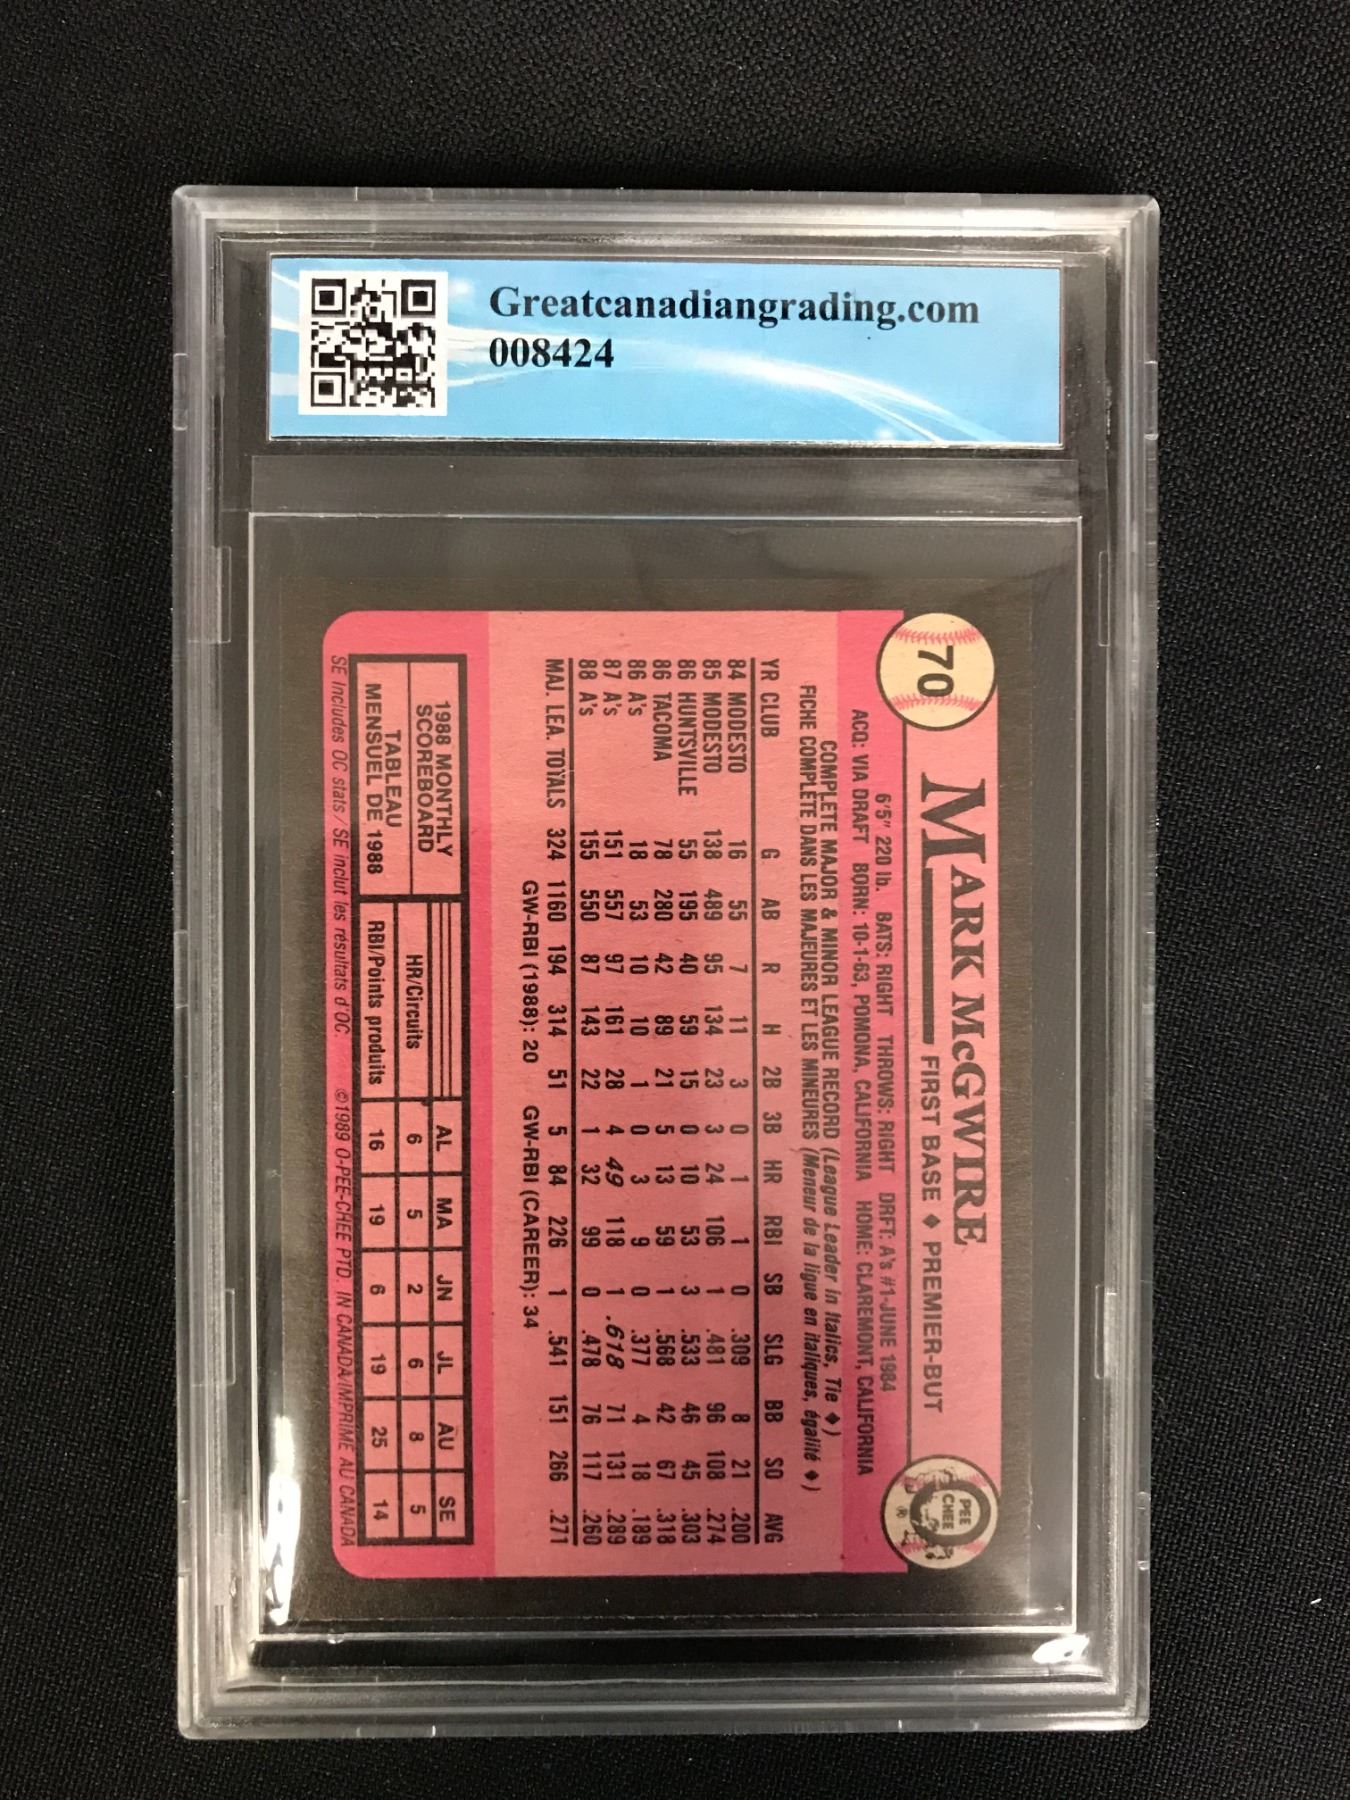 Greatcanadiangrading.com
008424
70
MARK McGWIRE
FIRST BASE ♦ PREMIER-BUT
PEE
CHEE
6'5" 220 lb. BATS: RIGHT THROWS: RIGHT DRFT: A's #1-JUNE 1984
ACQ: VIA DRAFT BORN: 10-1-63, POMONA, CALIFORNIA HOME: CLAREMONT, CALIFORNIA
COMPLETE MAJOR & MINOR LEAGUE RECORD (League Leader in Italics, Tie ♦)
FICHE COMPLETE DANS LES MAJEURES ET LES MINEURES (Meneur de la ligue en italiques, égalité ♦)
YR CLUB G AB R H 2B 3B HR RBI SB SLG BB SO AVG
84 MODESTO 16 55 7 11 3 0 1 1 0 .309 8 21 .200
85 MODESTO 138 489 95 134 23 3 24 106 1 .481 96 108 .274
86 HUNTSVILLE 55 195 40 59 15 0 10 53 3 .533 46 45 .303
86 TACOMA 78 280 42 89 21 5 13 59 1 .568 42 67 .318
86 A's 18 53 10 10 1 0 3 9 0 .377 4 18 .189
87 A's 151 557 97 161 28 4 49 118 1 .618 71 131 .289
88 A's 155 550 87 143 22 1 32 99 0 .478 76 117 .260
MAJ. LEA. TOTALS 324 1160 194 314 51 5 84 226 1 .541 151 266 .271
GW-RBI (1988): 20 GW-RBI (CAREER): 34
1988 MONTHLY
SCOREBOARD
TABLEAU
MENSUEL DE 1988
AL MA JN JL AU SE
HR/Circuits 6 5 2 6 8 5
RBI/Points produits 16 19 6 19 25 14
SE Includes OC stats / SE inclut les résultats d'OC. ©1989 O-PEE-CHEE PTD. IN CANADA/IMPRIMÉ AU CANADA